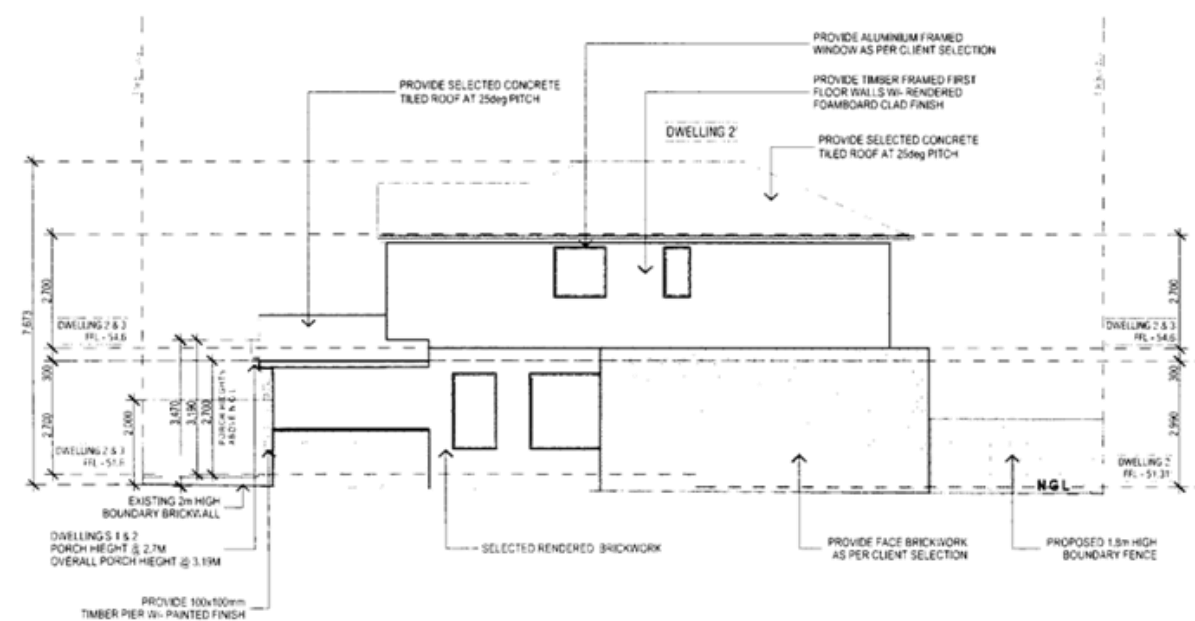 PROVIDE ALUMINIUM FRAMED
WINDOW AS PER CLIENT SELECTION
PROVIDE SELECTED CONCRETE
TILED ROOF AT 25deg PITCH
PROVIDE TIMBER FRAMED FIRST
FLOOR WALLS W/- RENDERED
FOAMBOARD CLAD FINISH
DWELLING 2'
PROVIDE SELECTED CONCRETE
TILED ROOF AT 25deg PITCH
7,673
2,700
300
2,700
2,000
DWELLING 2 & 3
FFL - 54.6
3,470
3,190
2,700
PORCH HIEGHTS
ABOVE N.G.L
DWELLING 2 & 3
FFL - 51.6
2,700
300
2,990
DWELLING 2 & 3
FFL - 54.6
DWELLING 2
FFL - 51.31
NGL
EXISTING 2m HIGH
BOUNDARY BRICKWALL
DWELLINGS 1 & 2
PORCH HIEGHT @ 2.7M
OVERALL PORCH HIEGHT @ 3.19M
SELECTED RENDERED BRICKWORK
PROVIDE FACE BRICKWORK
AS PER CLIENT SELECTION
PROPOSED 1.8m HIGH
BOUNDARY FENCE
PROVIDE 100x100mm
TIMBER PIER W/- PAINTED FINISH